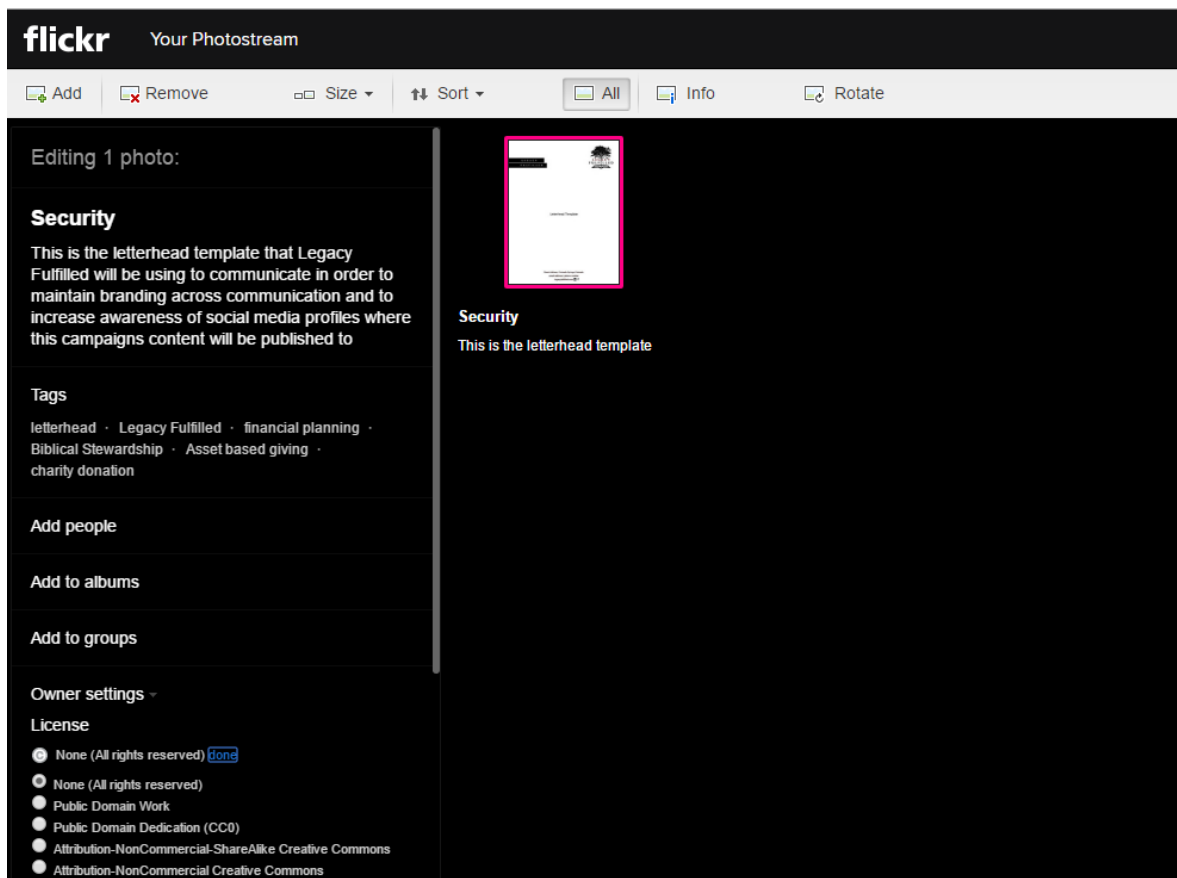 flickr Your Photostream
Add Remove Size Sort All Info Rotate
Editing 1 photo:
Security
This is the letterhead template that Legacy
Fulfilled will be using to communicate in order to
maintain branding across communication and to
increase awareness of social media profiles where
this campaigns content will be published to
Tags
letterhead · Legacy Fulfilled · financial planning ·
Biblical Stewardship · Asset based giving ·
charity donation
Add people
Add to albums
Add to groups
Owner settings
License
None (All rights reserved) done
None (All rights reserved)
Public Domain Work
Public Domain Dedication (CC0)
Attribution-NonCommercial-ShareAlike Creative Commons
Attribution-NonCommercial Creative Commons
Letterhead Template
Security
This is the letterhead template